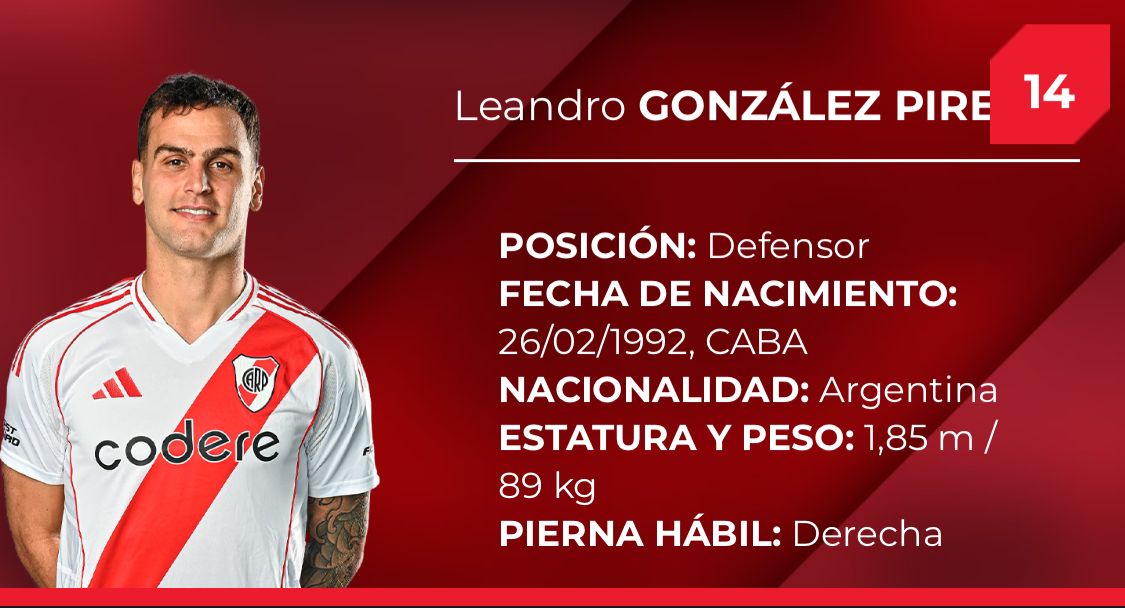 Leandro GONZÁLEZ PIRE
14
POSICIÓN: Defensor
FECHA DE NACIMIENTO:
26/02/1992, CABA
NACIONALIDAD: Argentina
ESTATURA Y PESO: 1,85 m /
89 kg
PIERNA HÁBIL: Derecha
CARP
codere